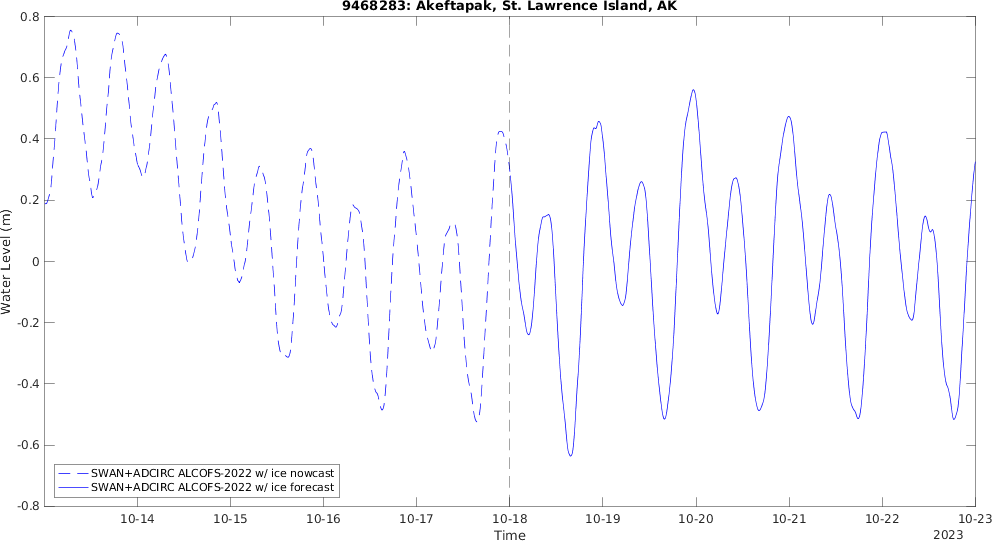 9468283: Akeftapak, St. Lawrence Island, AK
0.8
0.6
0.4
0.2
0
-0.2
-0.4
-0.6
-0.8
Water Level (m)
SWAN+ADCIRC ALCOFS-2022 w/ ice nowcast
SWAN+ADCIRC ALCOFS-2022 w/ ice forecast
10-14 10-15 10-16 10-17 10-18 10-19 10-20 10-21 10-22 10-23
Time
2023